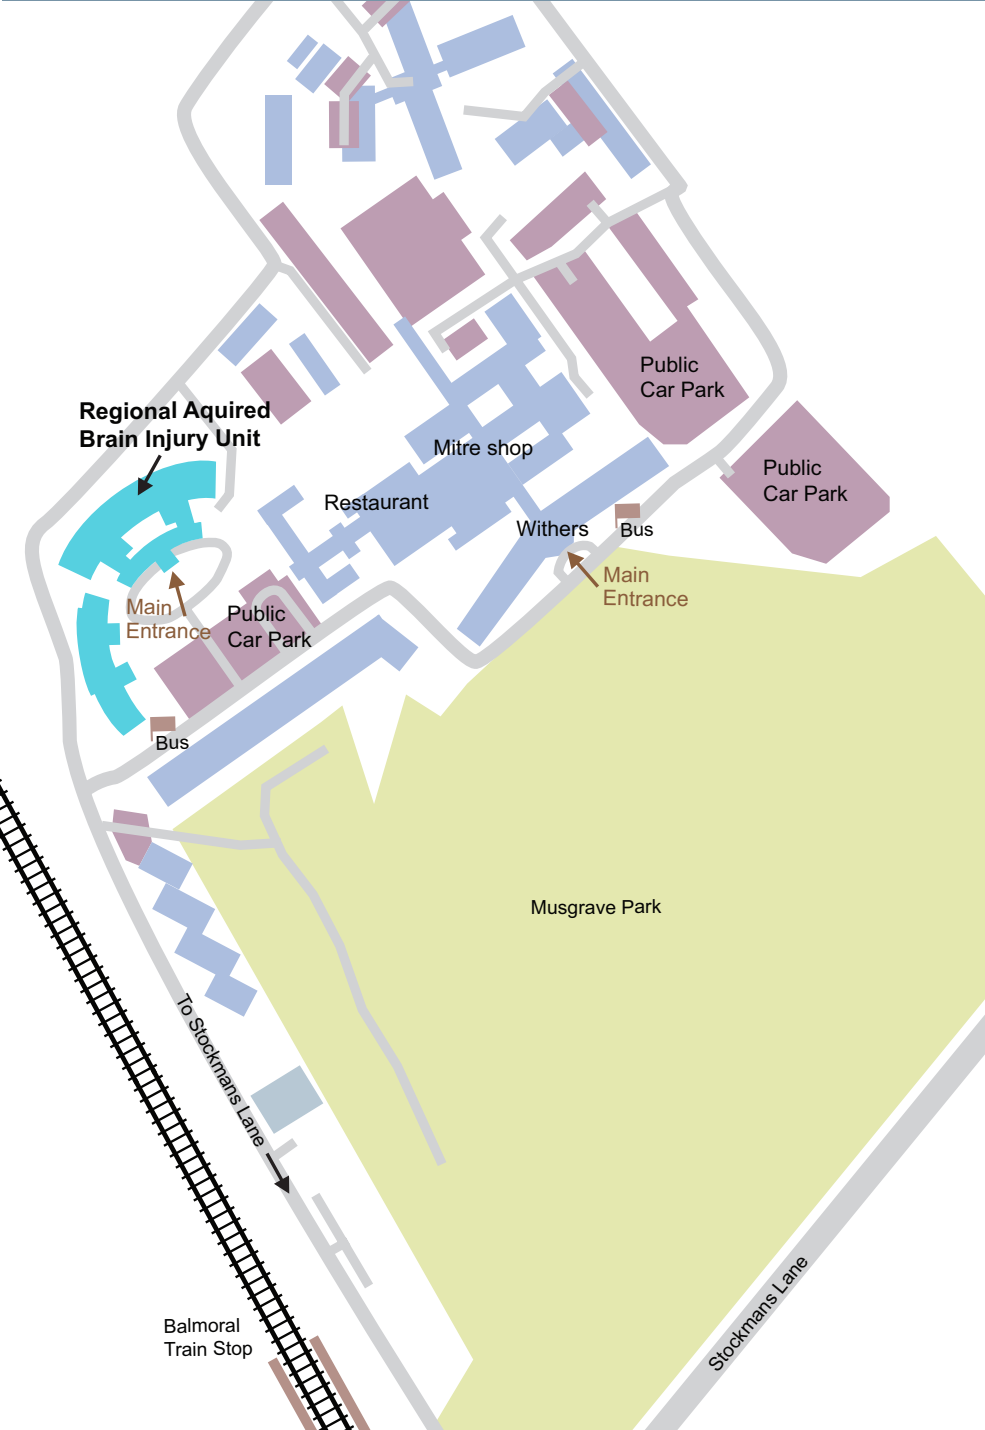 Public
Car Park
Regional Aquired
Brain Injury Unit
Mitre shop
Public
Car Park
Restaurant
Withers
Bus
Main
Entrance
Main
Entrance
Public
Car Park
Bus
Musgrave Park
To Stockmans Lane
Stockmans Lane
Balmoral
Train Stop